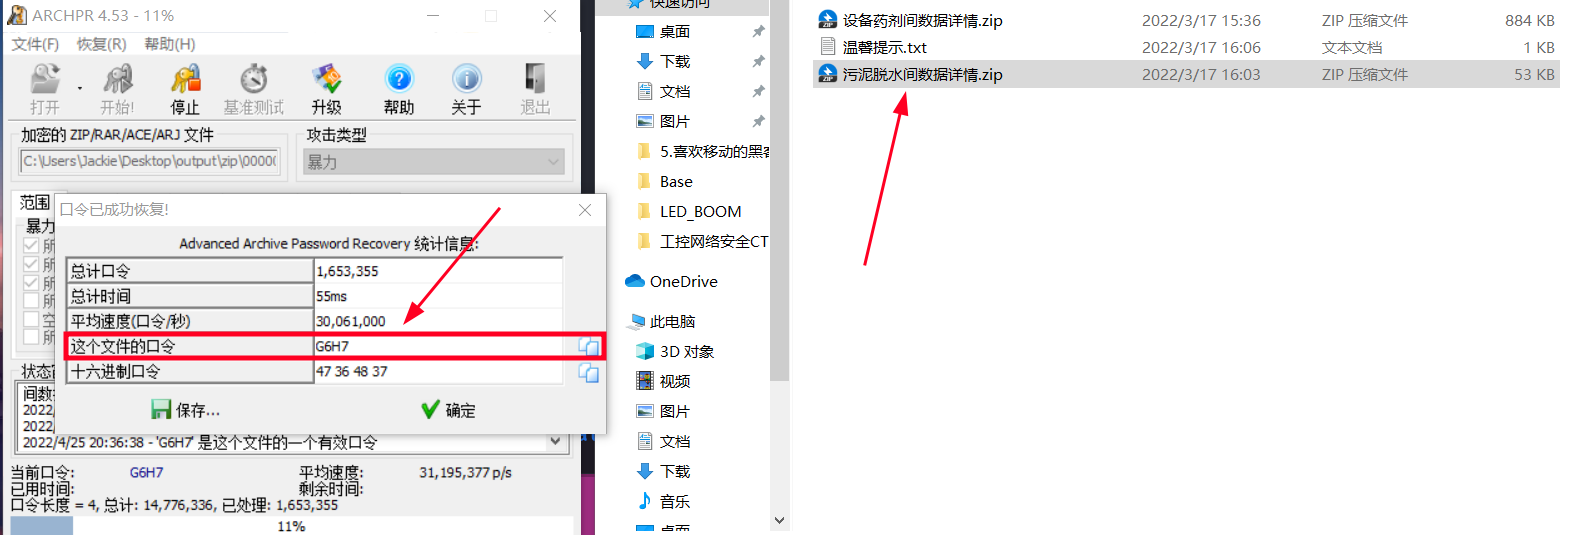 ARCHPR 4.53 - 11%
文件(F) 恢复(R) 帮助(H)
打开 开始! 停止 基准测试 升级 帮助 关于 退出
加密的 ZIP/RAR/ACE/ARJ 文件
攻击类型
C:\Users\Jackie\Desktop\output\zip\0000(
暴力
范围
暴力
所
所
所
所
空
所
口令已成功恢复!
Advanced Archive Password Recovery 统计信息:
总计口令 1,653,355
总计时间 55ms
平均速度(口令/秒) 30,061,000
这个文件的口令 G6H7
十六进制口令 47 36 48 37
保存... 确定
状态
间数
2022/
2022/
2022/4/25 20:36:38 - 'G6H7' 是这个文件的一个有效口令
当前口令: G6H7 平均速度: 31,195,377 p/s
已用时间: 剩余时间:
口令长度 = 4, 总计: 14,776,336, 已处理: 1,653,355
11%
快速访问
桌面
下载
文档
图片
5.喜欢移动的黑客
Base
LED_BOOM
工控网络安全CT
OneDrive
此电脑
3D 对象
视频
图片
文档
下载
音乐
桌面
设备药剂间数据详情.zip 2022/3/17 15:36 ZIP 压缩文件 884 KB
温馨提示.txt 2022/3/17 16:06 文本文档 1 KB
污泥脱水间数据详情.zip 2022/3/17 16:03 ZIP 压缩文件 53 KB